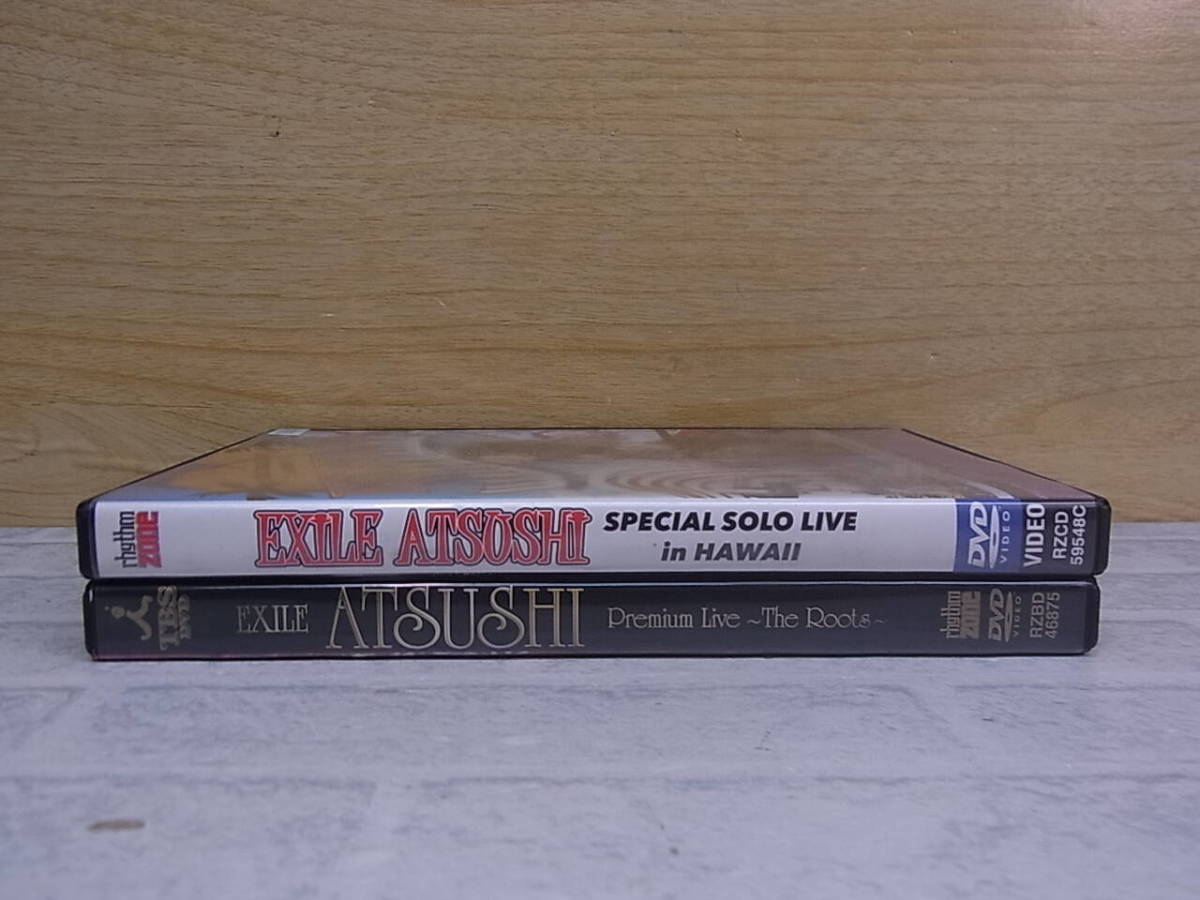 rhythm
zone
EXILE ATSUSHI
SPECIAL SOLO LIVE
in HAWAII
DVD
VIDEO
VIDEO
RZCD
59548C
TBS
DVD
EXILE ATSUSHI Premium Live ~The Roots~
rhythm
zone
DVD
VIDEO
RZBD
46875